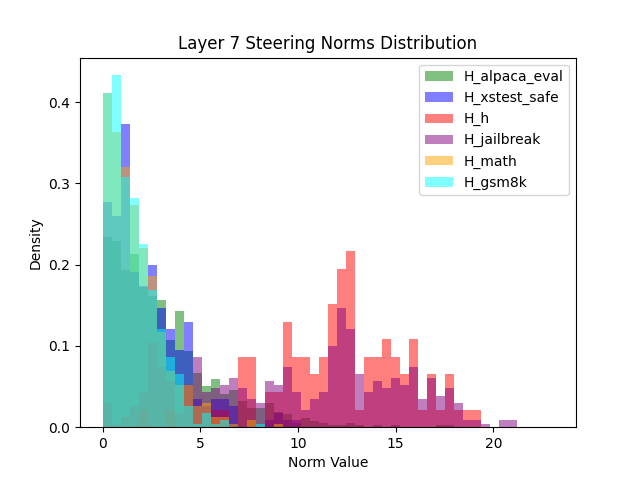 Layer 7 Steering Norms Distribution
H_alpaca_eval
H_xstest_safe
H_h
H_jailbreak
H_math
H_gsm8k
Density
0.4
0.3
0.2
0.1
0.0
0
5
10
15
20
Norm Value